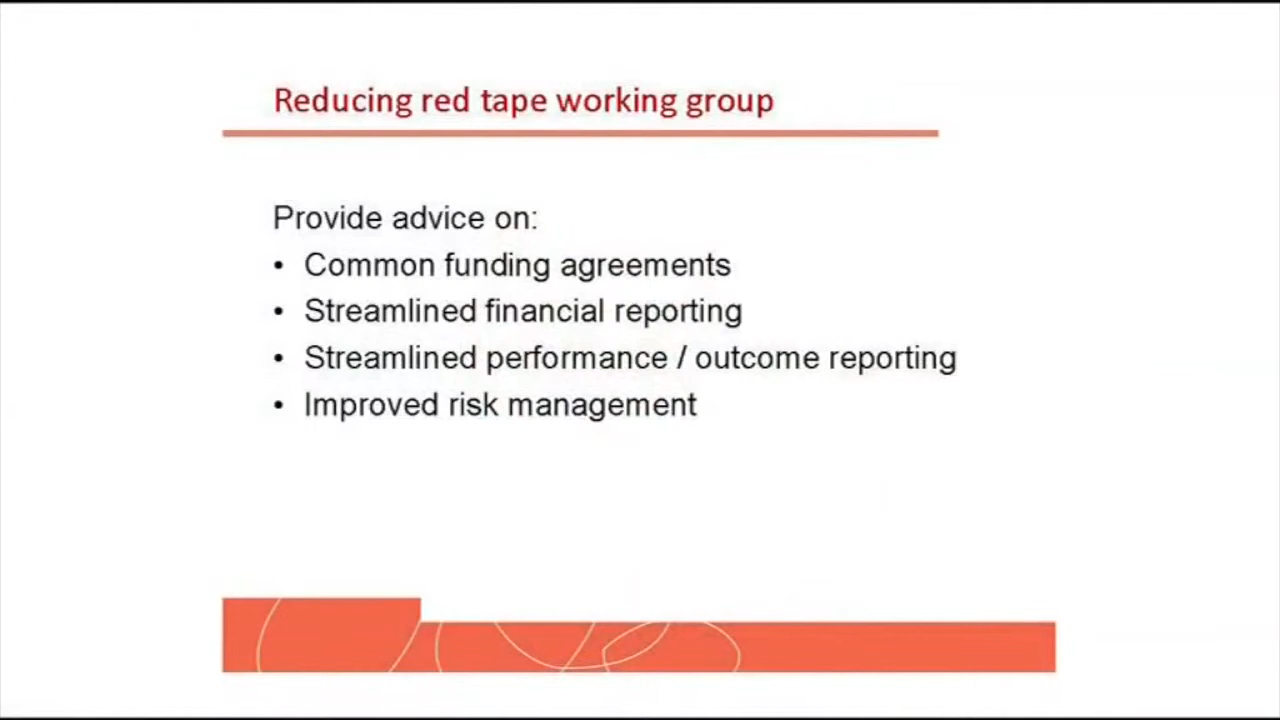 Reducing red tape working group
Provide advice on:
• Common funding agreements
• Streamlined financial reporting
• Streamlined performance / outcome reporting
• Improved risk management